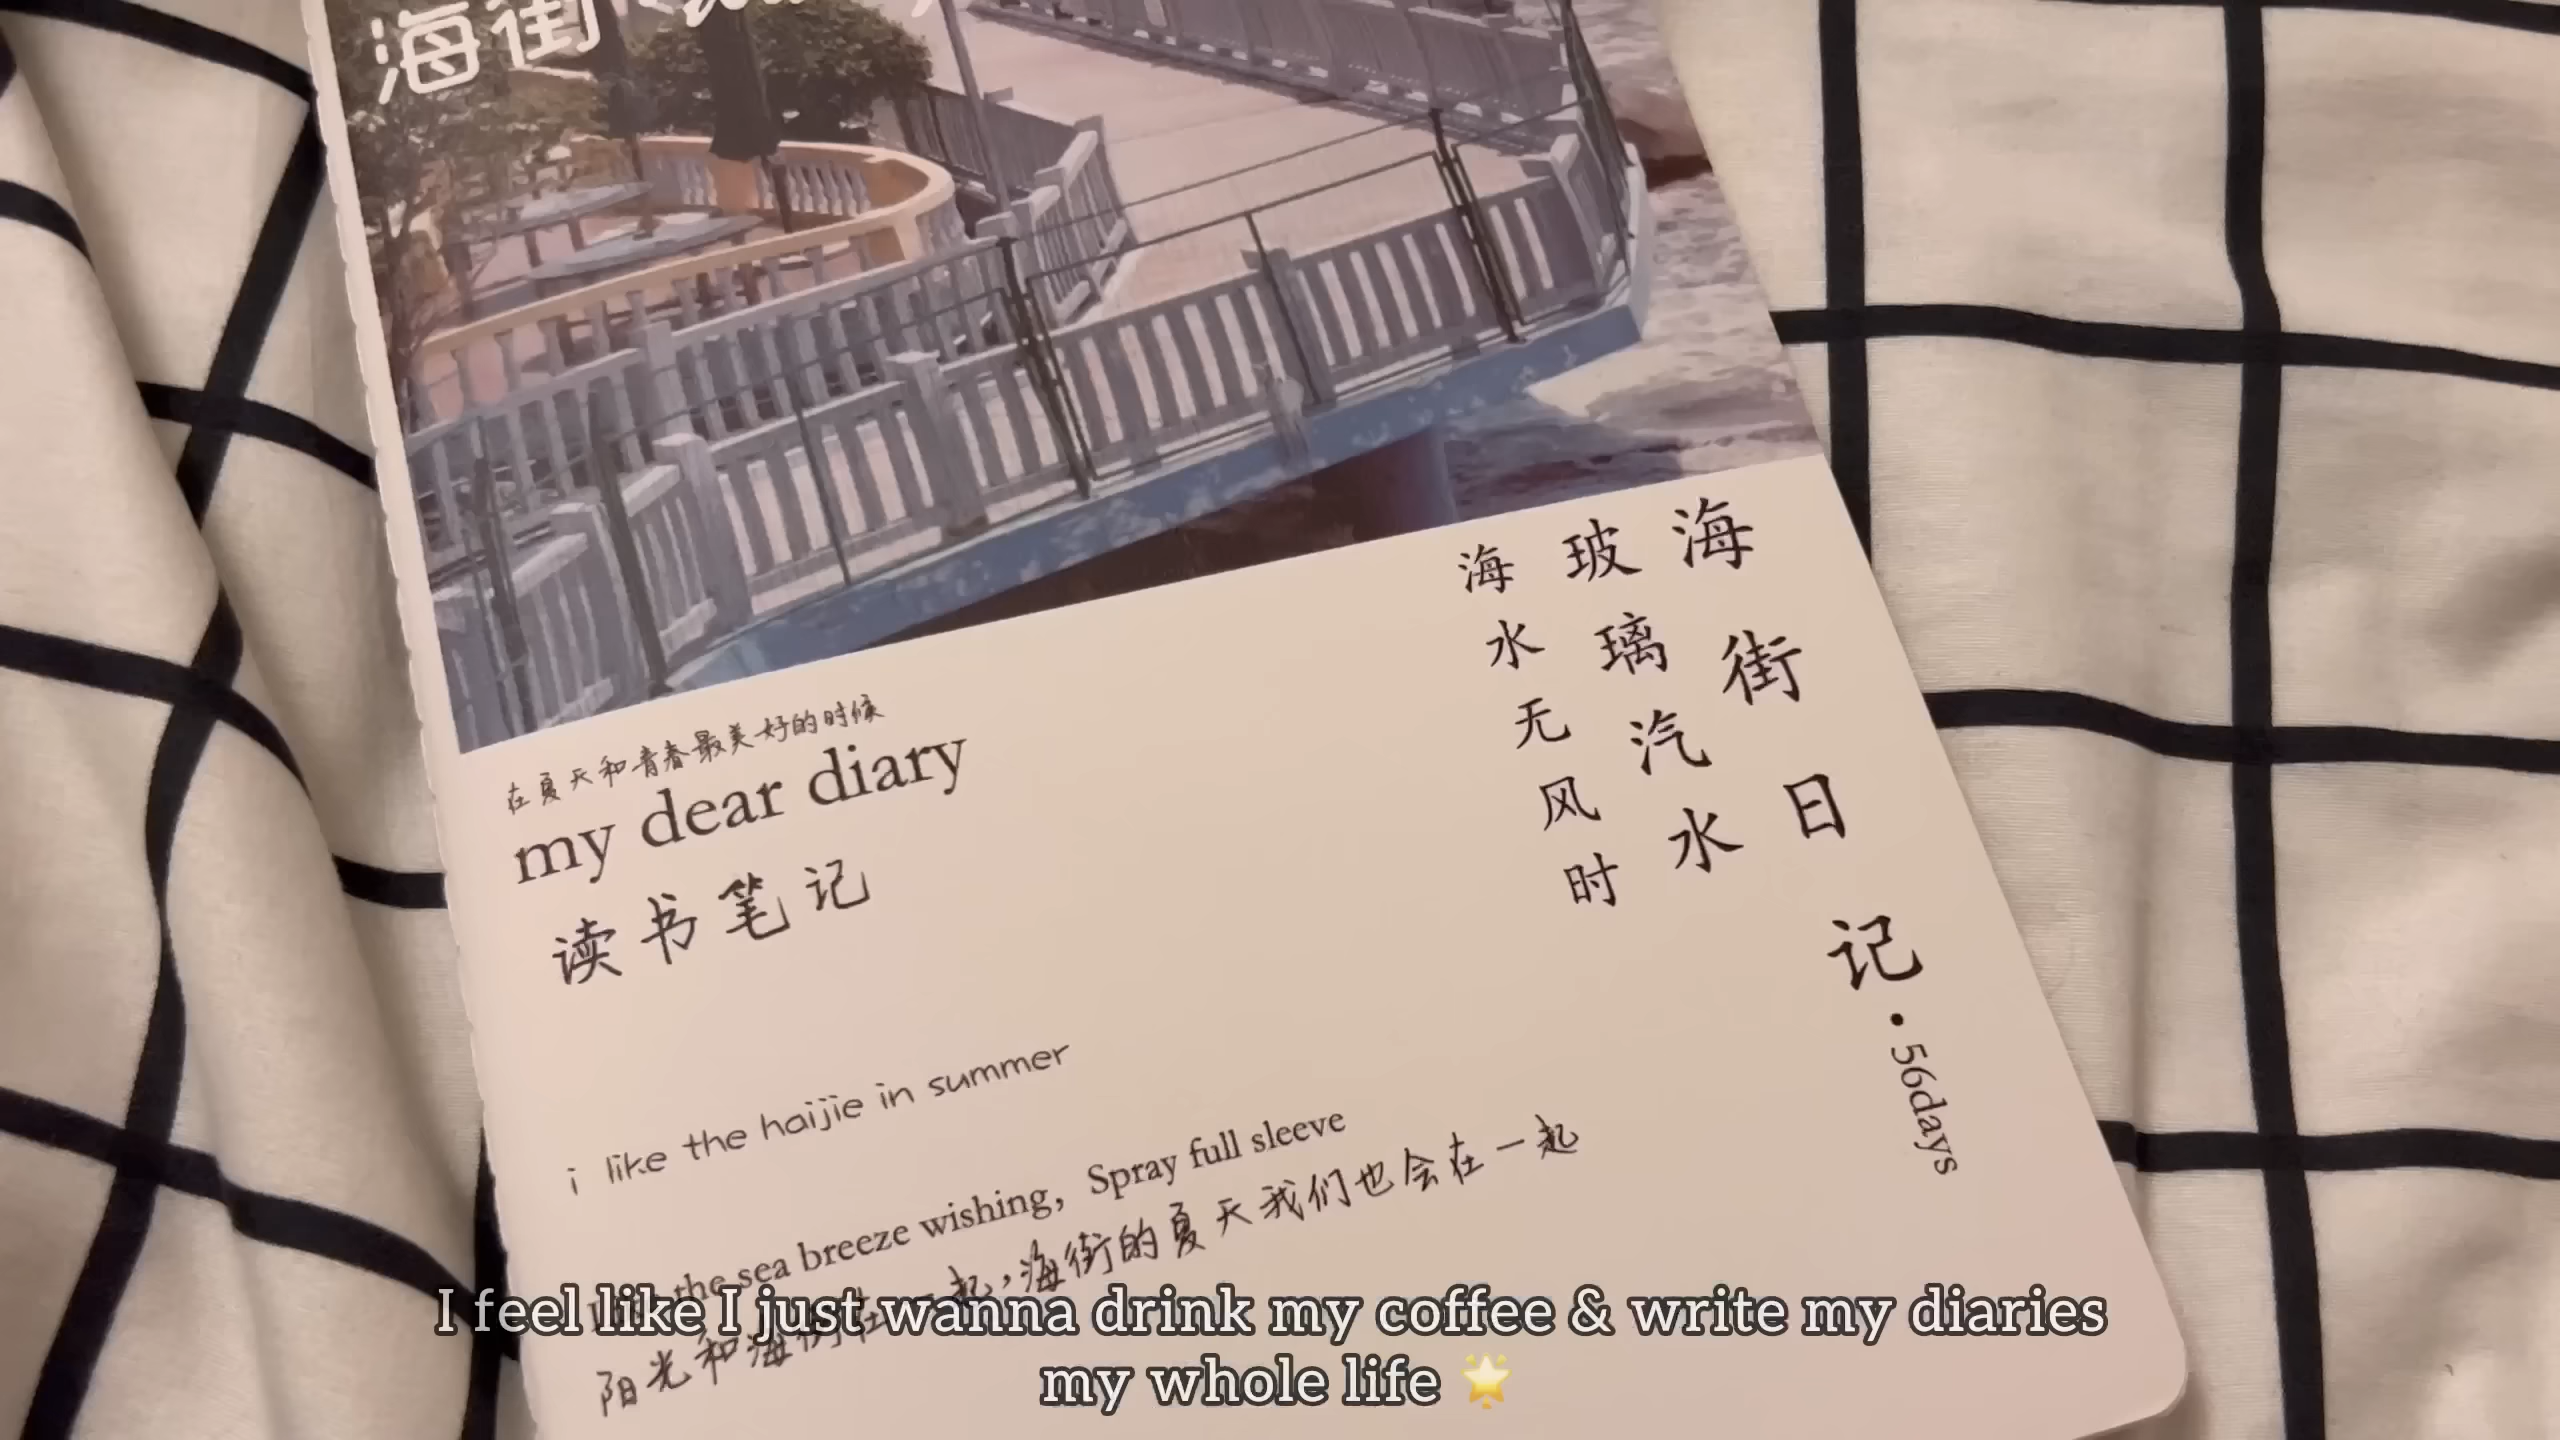 海街
海街日记·56days
玻璃汽水
海水无风时
在夏天和青春最美好的时候
my dear diary
读书笔记
i like the haijie in summer
the sea breeze wishing, Spray full sleeve
阳光和海街在一起,海街的夏天我们也会在一起
I feel like I just wanna drink my coffee & write my diaries
my whole life 🌟